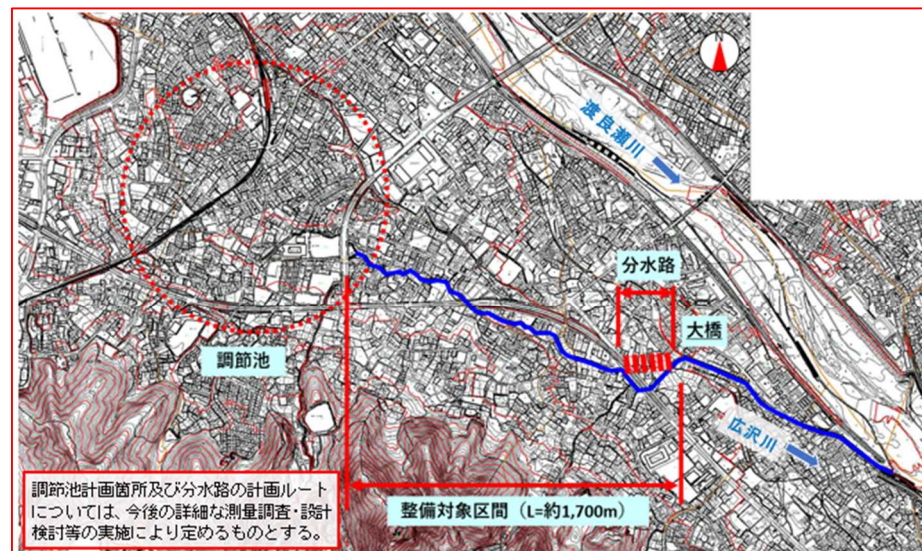 N
渡良瀬川
分水路
大橋
調節池
広沢川
整備対象区間（L=約1,700m）
調節池計画箇所及び分水路の計画ルート
については、今後の詳細な測量調査・設計
検討等の実施により定めるものとする。